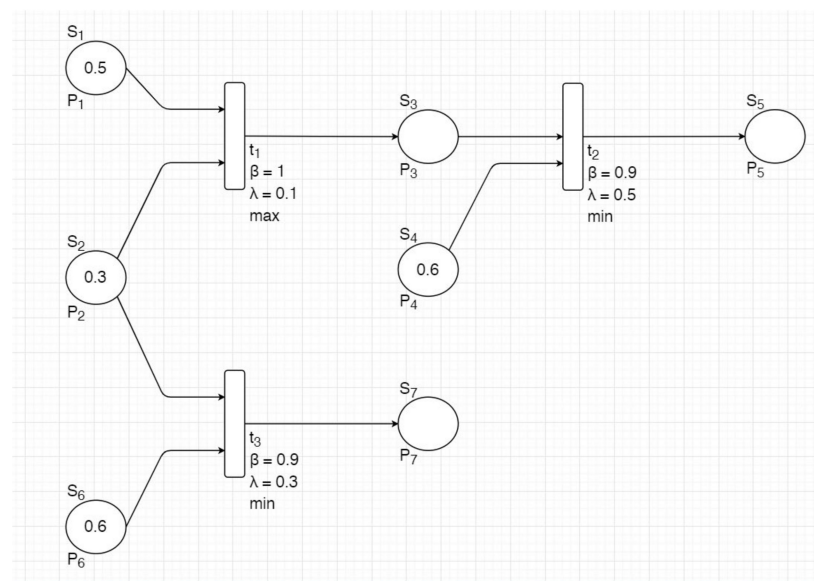 S₁
0.5
P₁
t₁
β = 1
λ = 0.1
max
S₃
P₃
t₂
β = 0.9
λ = 0.5
min
S₅
P₅
S₂
0.3
P₂
S₄
0.6
P₄
t₃
β = 0.9
λ = 0.3
min
S₇
P₇
S₆
0.6
P₆